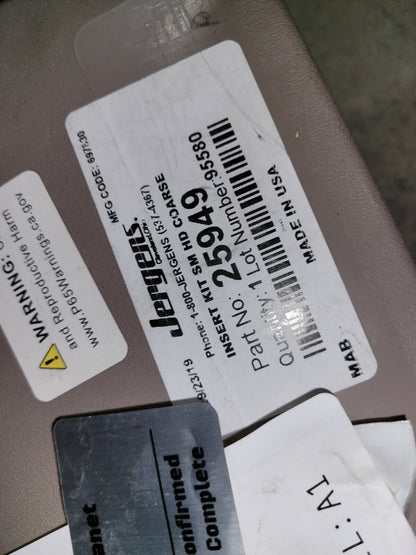 MFG CODE: 697530
Jergens.
Phone: 1-800-JERGENS (537-4367)
INSERT KIT SM HD COARSE
Part No: 25949
Quantity: 1 Lot Number: 95580
MADE IN USA
MAB
9/23/19
WARNING:
and Reproductive Harm
www.P65Warnings.ca.gov
anet
onfirmed
Complete
L: A1